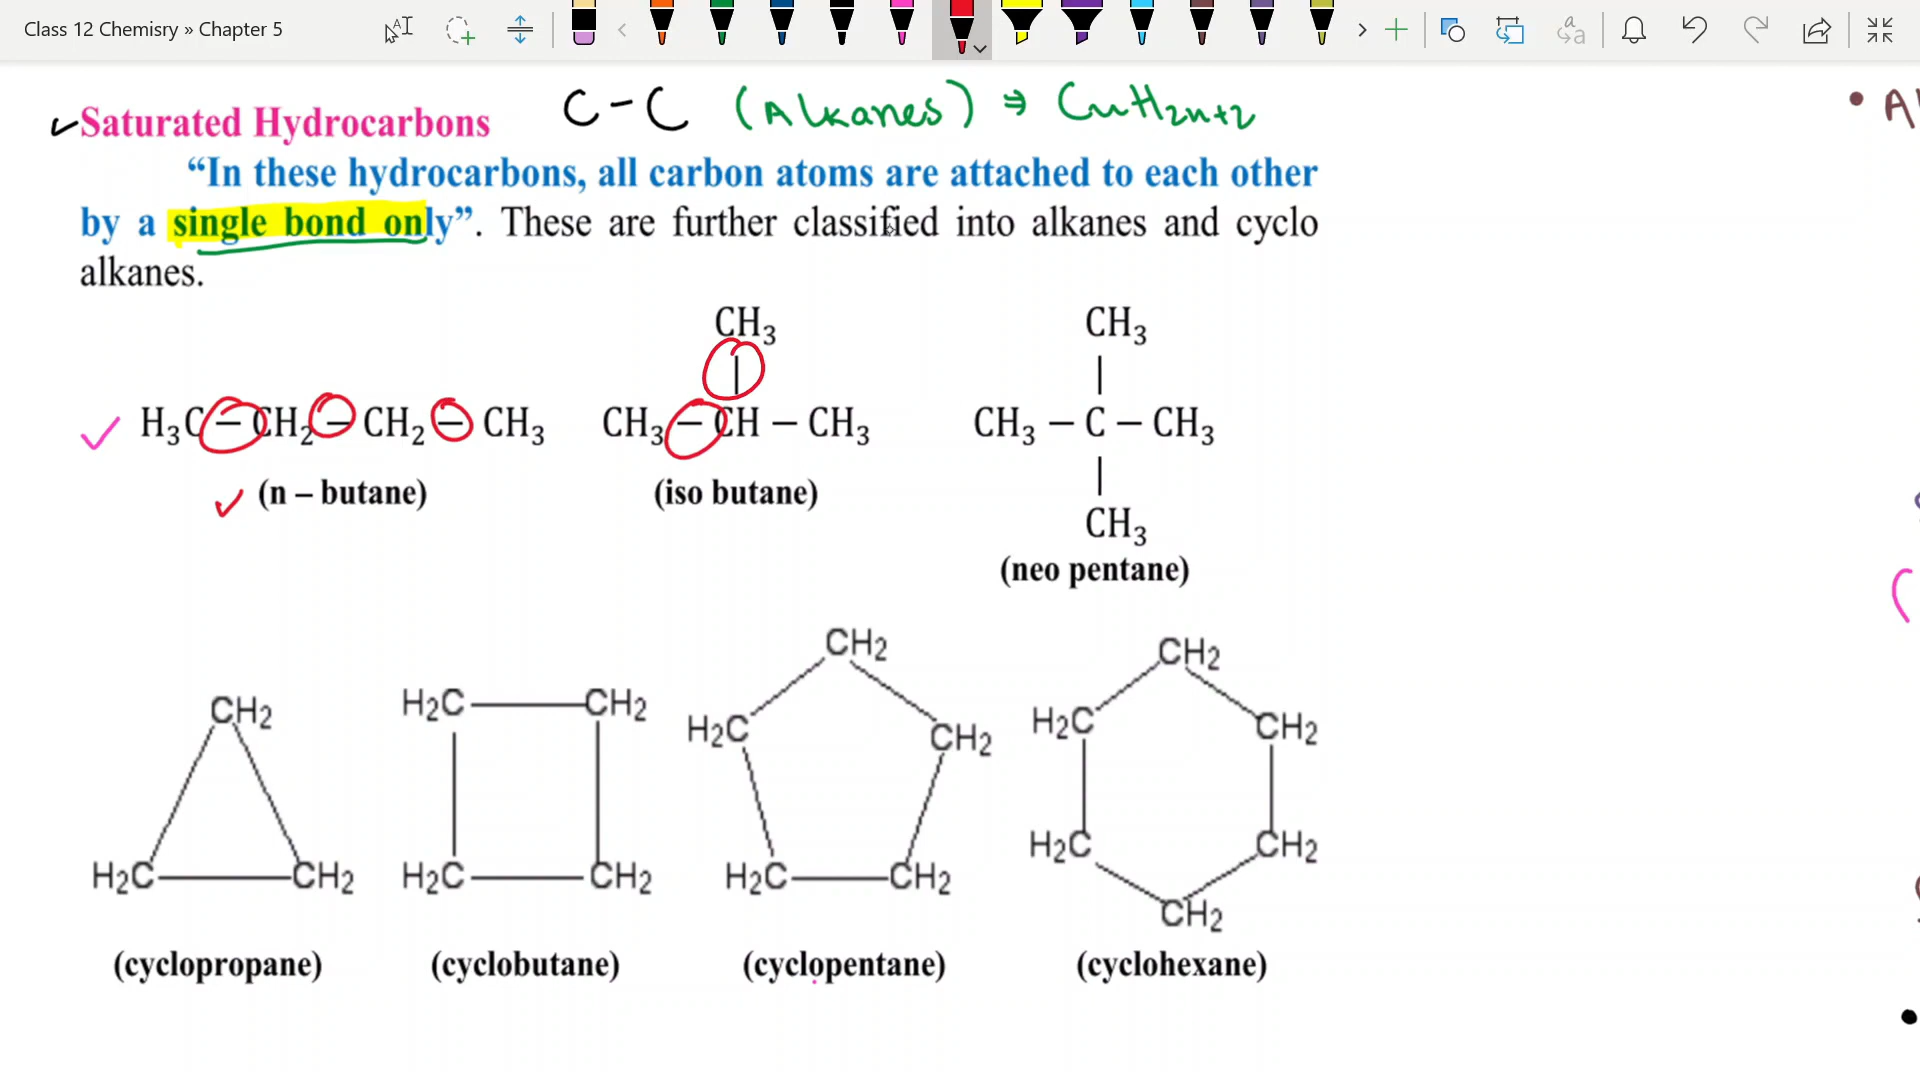 Class 12 Chemisry » Chapter 5
Saturated Hydrocarbons C-C (Alkanes) ⇒ CnH2n+2
“In these hydrocarbons, all carbon atoms are attached to each other
by a single bond only”. These are further classified into alkanes and cyclo
alkanes.
CH₃ CH₃
| |
H₃C – CH₂ – CH₂ – CH₃ CH₃ – CH – CH₃ CH₃ – C – CH₃
|
(n – butane) (iso butane)
CH₃
(neo pentane)
CH2 CH2
CH2 H2C CH2 H2C CH2 H2C CH2
H2C CH2 H2C CH2 H2C CH2 H2C CH2
CH2
(cyclopropane) (cyclobutane) (cyclopentane) (cyclohexane)